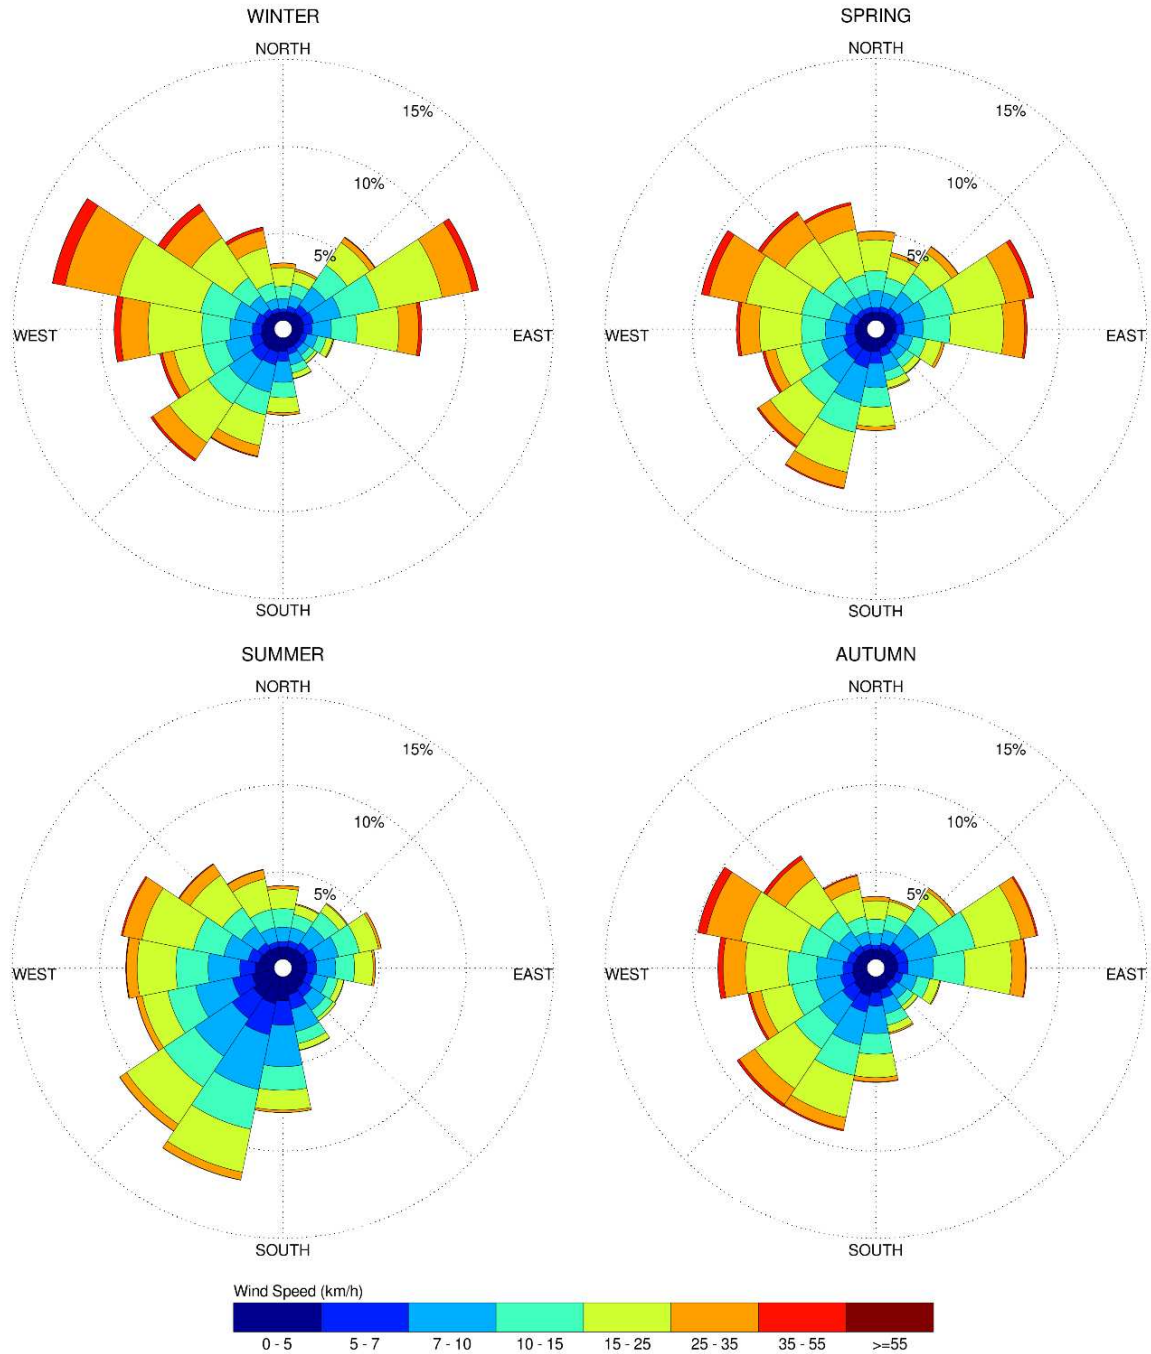 WINTER
NORTH
15%
10%
5%
WEST
EAST
SOUTH
SPRING
NORTH
15%
10%
5%
WEST
EAST
SOUTH
SUMMER
NORTH
15%
10%
5%
WEST
EAST
SOUTH
AUTUMN
NORTH
15%
10%
5%
WEST
EAST
SOUTH
Wind Speed (km/h)
0 - 5 5 - 7 7 - 10 10 - 15 15 - 25 25 - 35 35 - 55 >=55